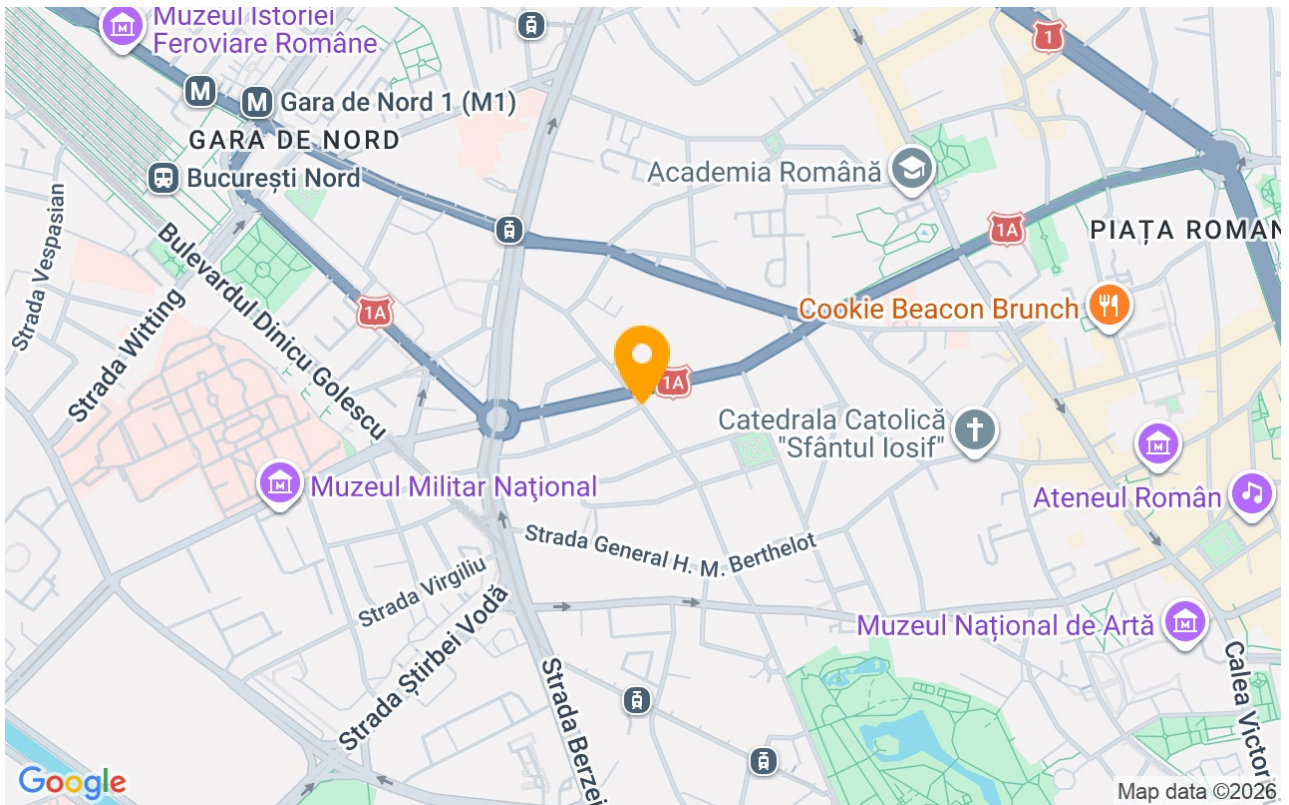 Muzeul Istoriei
Feroviare Române
1
M
M
Gara de Nord 1 (M1)
GARA DE NORD
București Nord
Academia Română
1A
PIAȚA ROMAN
Strada Vespasian
Bulevardul Dinicu Golescu
Strada Witting
1A
Cookie Beacon Brunch
1A
Catedrala Catolică
"Sfântul Iosif"
Muzeul Militar Naţional
Ateneul Român
Strada General H. M. Berthelot
Strada Virgiliu
Strada Știrbei Vodă
Muzeul Național de Artă
Strada Berzei
Calea Victori
Google
Map data ©2026